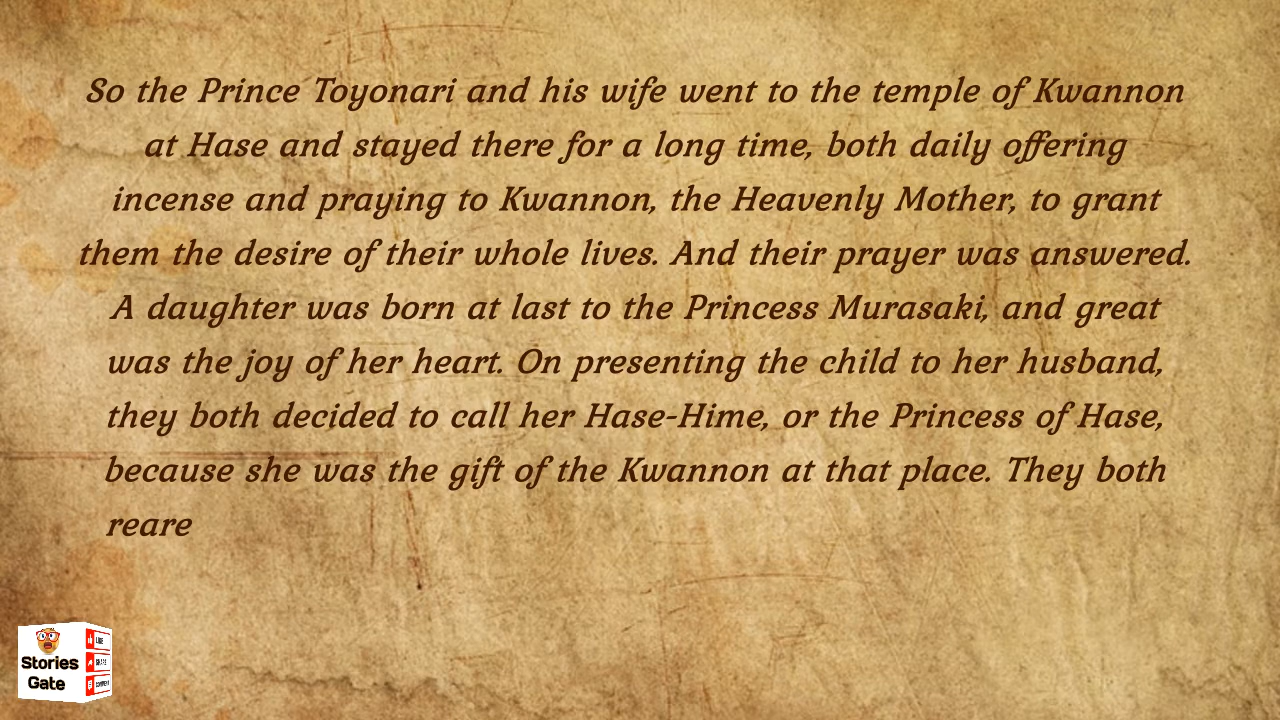 So the Prince Toyonari and his wife went to the temple of Kwannon
at Hase and stayed there for a long time, both daily offering
incense and praying to Kwannon, the Heavenly Mother, to grant
them the desire of their whole lives. And their prayer was answered.
A daughter was born at last to the Princess Murasaki, and great
was the joy of her heart. On presenting the child to her husband,
they both decided to call her Hase-Hime, or the Princess of Hase,
because she was the gift of the Kwannon at that place. They both
reare
Stories
Gate
LIKE
SHARE
COMMENT